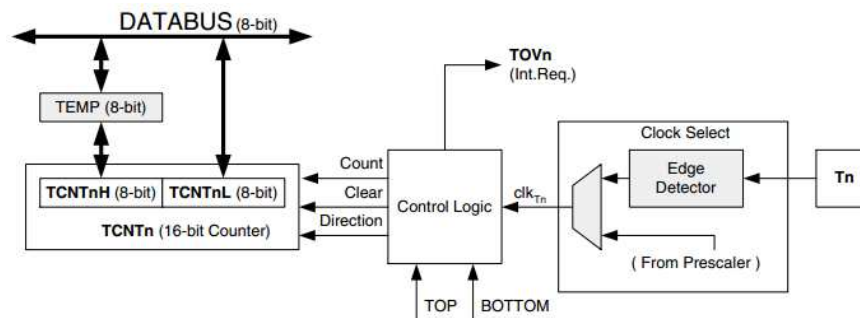 DATABUS (8-bit)
TOVn
(Int.Req.)
TEMP (8-bit)
Clock Select
Count
Edge
Detector
Tn
TCNTnH (8-bit) TCNTnL (8-bit)
Clear
Control Logic
clkTn
TCNTn (16-bit Counter)
Direction
( From Prescaler )
TOP
BOTTOM